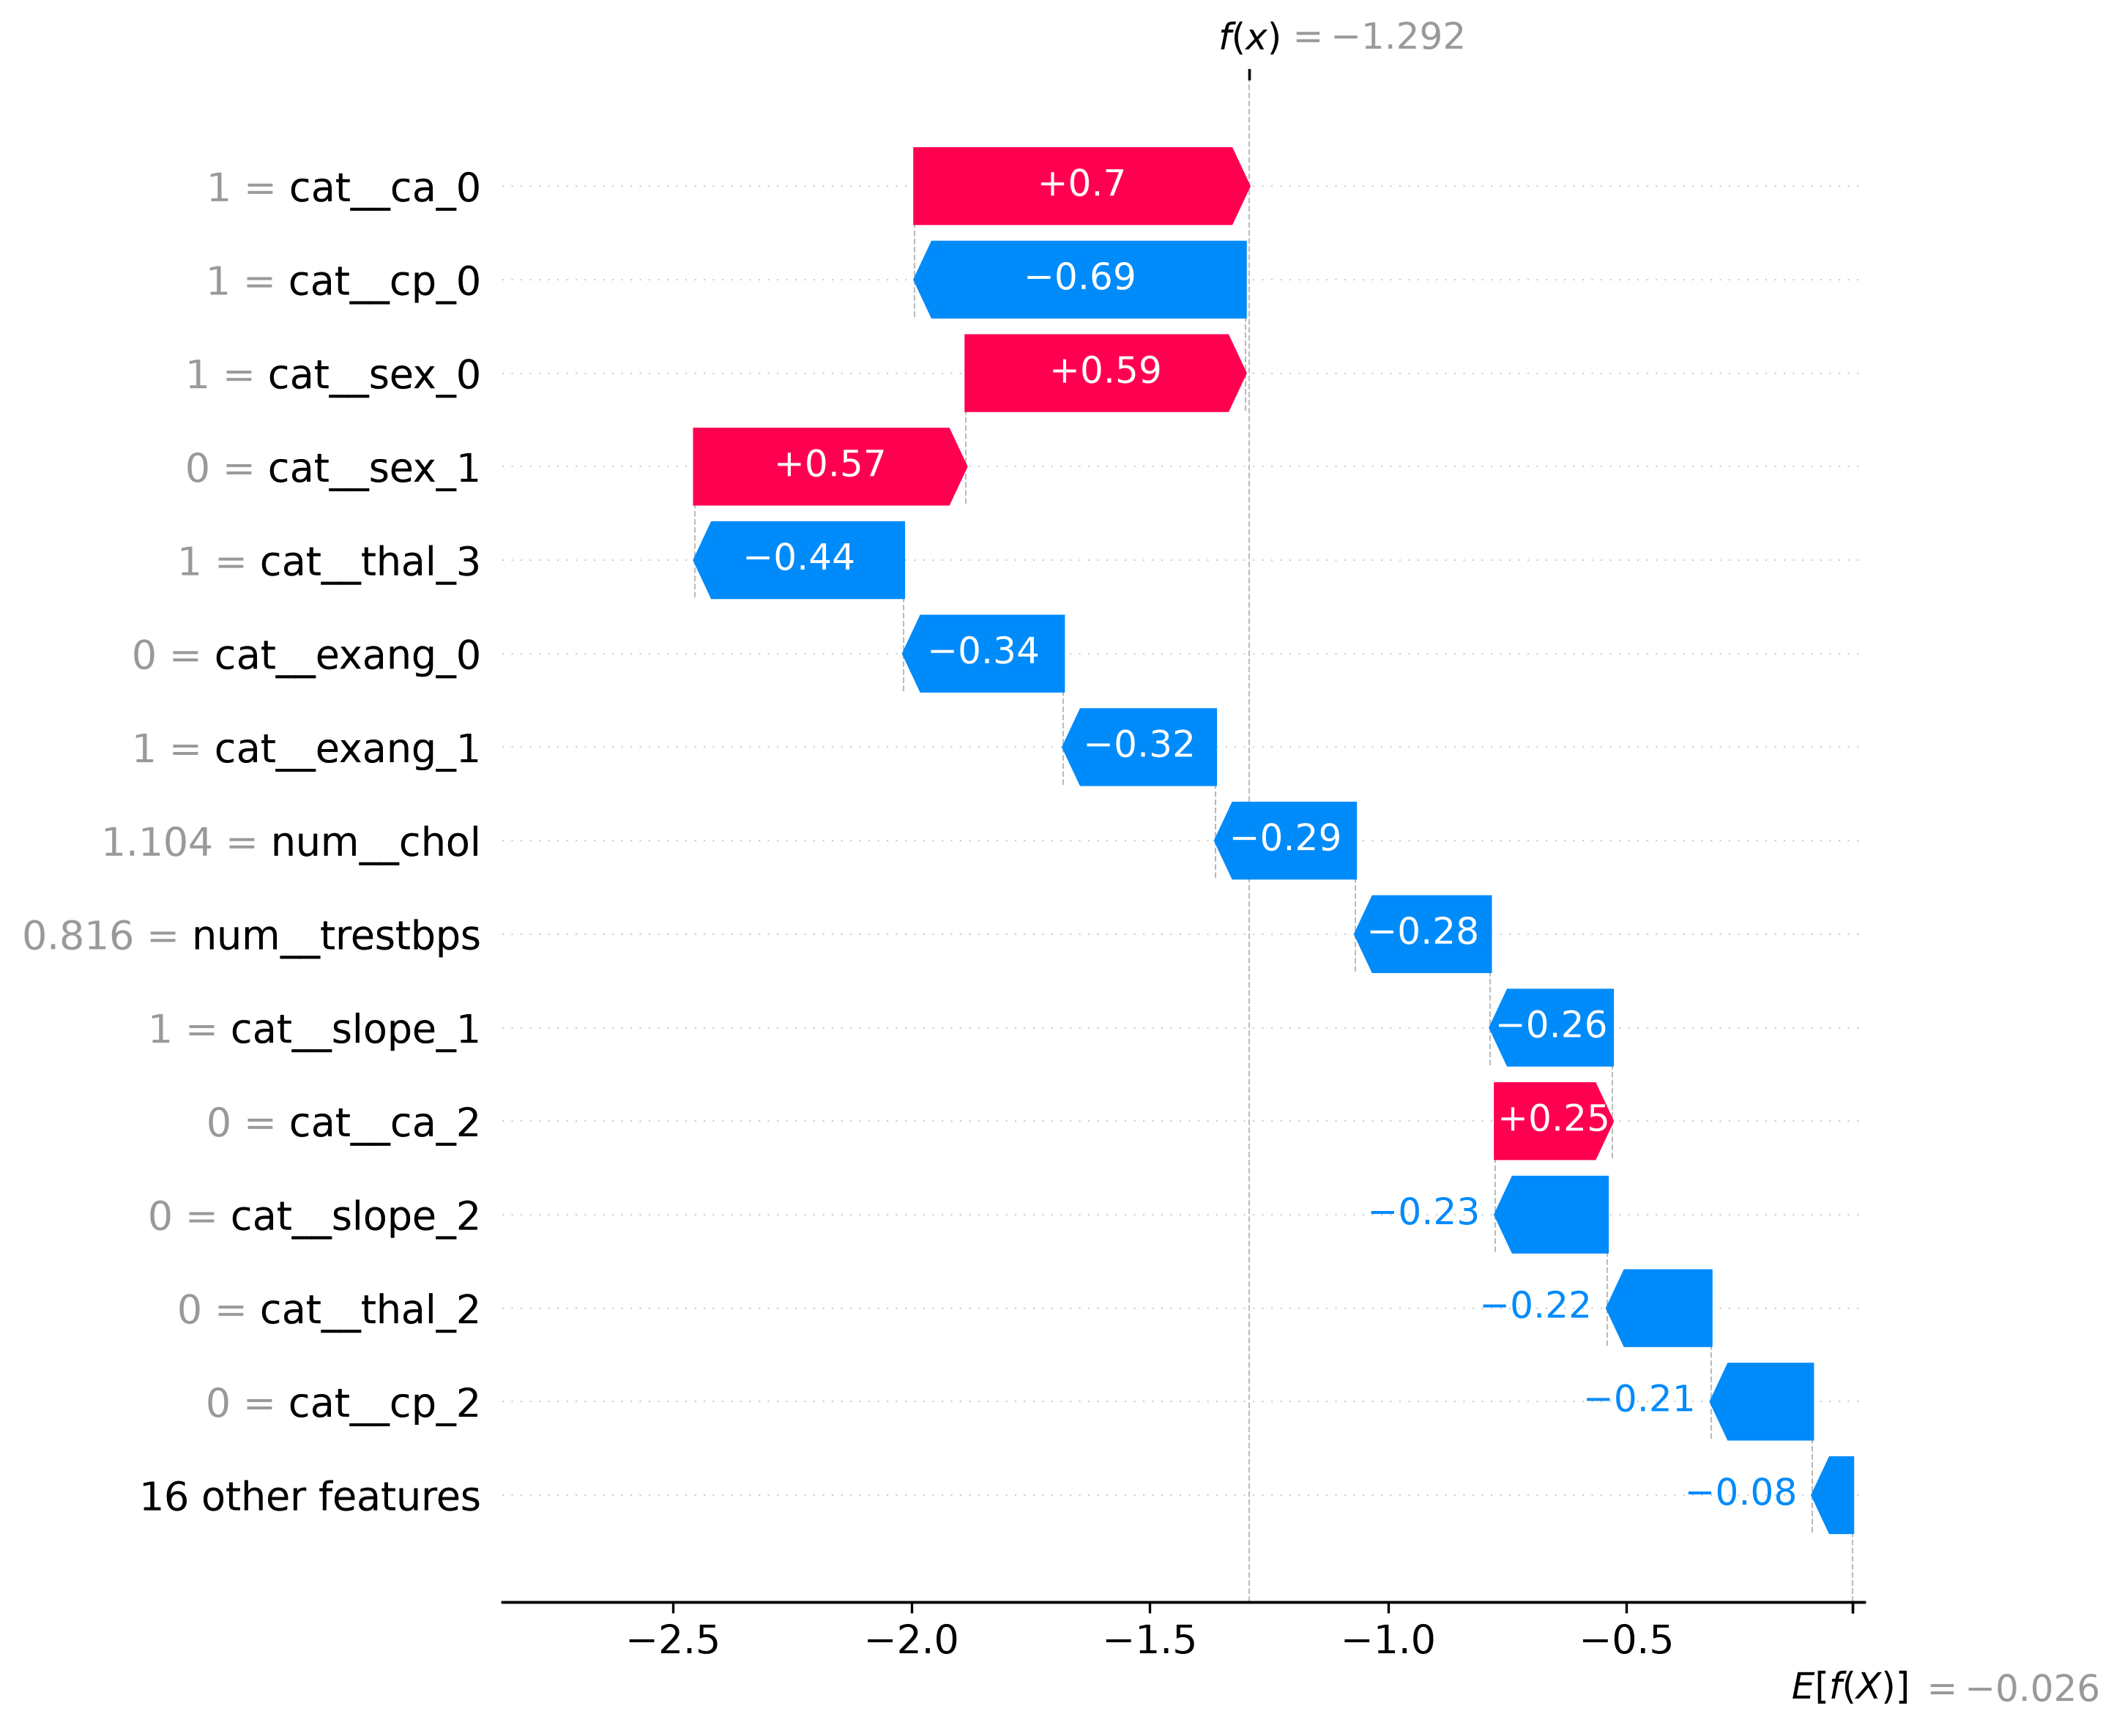 f(x) = −1.292
1 = cat__ca_0 +0.7
1 = cat__cp_0 −0.69
1 = cat__sex_0 +0.59
0 = cat__sex_1 +0.57
1 = cat__thal_3 −0.44
0 = cat__exang_0 −0.34
1 = cat__exang_1 −0.32
1.104 = num__chol −0.29
0.816 = num__trestbps −0.28
1 = cat__slope_1 −0.26
0 = cat__ca_2 +0.25
0 = cat__slope_2 −0.23
0 = cat__thal_2 −0.22
0 = cat__cp_2 −0.21
16 other features −0.08
−2.5 −2.0 −1.5 −1.0 −0.5
E[f(X)] = −0.026